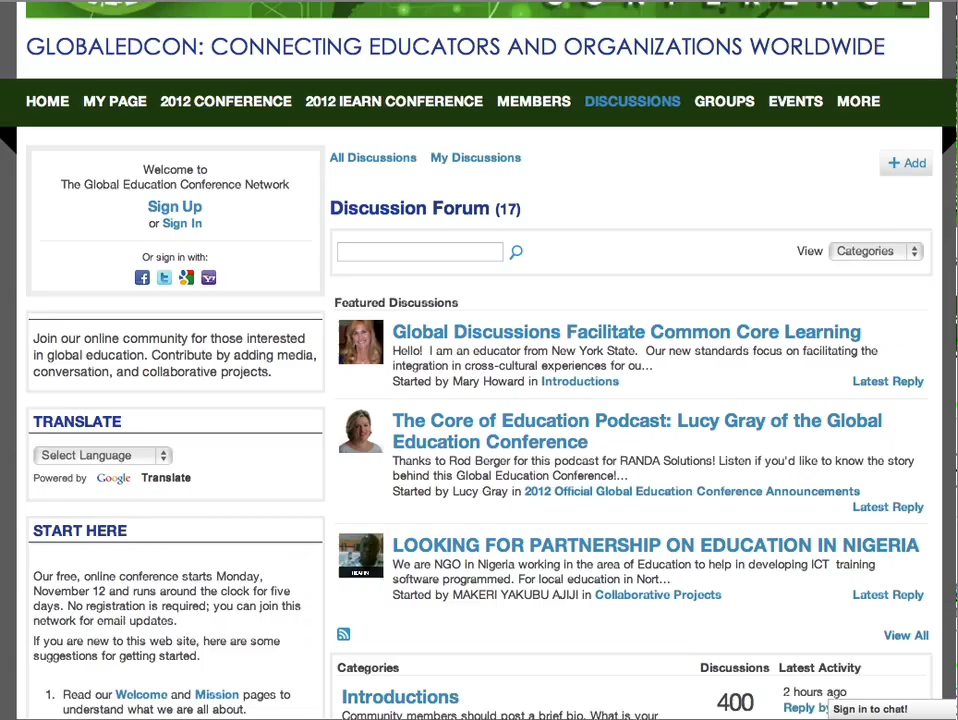 CONFERENCE
GLOBALEDCON: CONNECTING EDUCATORS AND ORGANIZATIONS WORLDWIDE
HOME MY PAGE 2012 CONFERENCE 2012 IEARN CONFERENCE MEMBERS DISCUSSIONS GROUPS EVENTS MORE
Welcome to
The Global Education Conference Network
Sign Up
or Sign In
Or sign in with:
Join our online community for those interested
in global education. Contribute by adding media,
conversation, and collaborative projects.
TRANSLATE
Select Language
Powered by Google Translate
START HERE
Our free, online conference starts Monday,
November 12 and runs around the clock for five
days. No registration is required; you can join this
network for email updates.
If you are new to this web site, here are some
suggestions for getting started.
1. Read our Welcome and Mission pages to
understand what we are all about.
All Discussions My Discussions
+ Add
Discussion Forum (17)
View Categories
Featured Discussions
Global Discussions Facilitate Common Core Learning
Hello! I am an educator from New York State. Our new standards focus on facilitating the
integration in cross-cultural experiences for ou...
Started by Mary Howard in Introductions
Latest Reply
The Core of Education Podcast: Lucy Gray of the Global
Education Conference
Thanks to Rod Berger for this podcast for RANDA Solutions! Listen if you'd like to know the story
behind this Global Education Conference!...
Started by Lucy Gray in 2012 Official Global Education Conference Announcements
Latest Reply
LOOKING FOR PARTNERSHIP ON EDUCATION IN NIGERIA
We are NGO in Nigeria working in the area of Education to help in developing ICT training
software programmed. For local education in Nort...
Started by MAKERI YAKUBU AJIJI in Collaborative Projects
Latest Reply
View All
Categories Discussions Latest Activity
Introductions
400
2 hours ago
Community members should post a brief bio. What is your
Reply by
Sign in to chat!